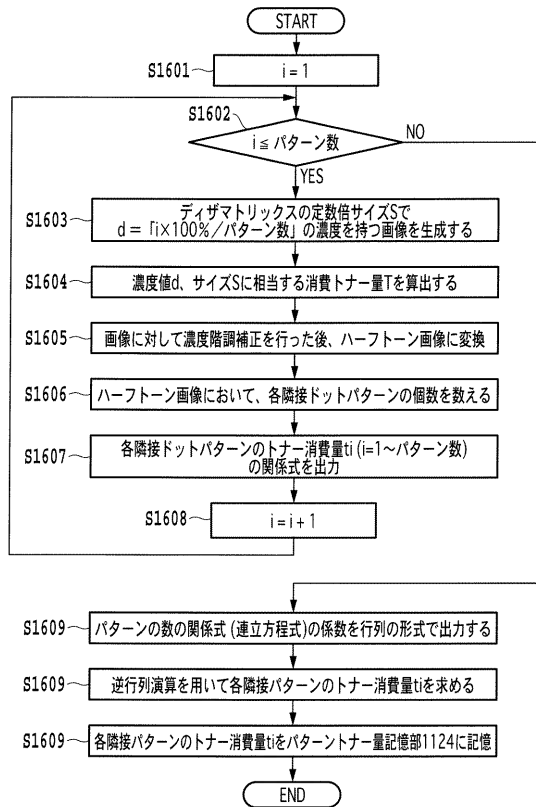 START
S1601
i = 1
S1602
i ≦ パターン数
NO
YES
S1603
ディザマトリックスの定数倍サイズSで
d =「i×100%／パターン数」の濃度を持つ画像を生成する
S1604
濃度値d、サイズSに相当する消費トナー量Tを算出する
S1605
画像に対して濃度階調補正を行った後、ハーフトーン画像に変換
S1606
ハーフトーン画像において、各隣接ドットパターンの個数を数える
S1607
各隣接ドットパターンのトナー消費量ti (i=1～パターン数)
の関係式を出力
S1608
i = i + 1
S1609
パターンの数の関係式 (連立方程式)の係数を行列の形式で出力する
S1609
逆行列演算を用いて各隣接パターンのトナー消費量tiを求める
S1609
各隣接パターンのトナー消費量tiをパターントナー量記憶部1124に記憶
END